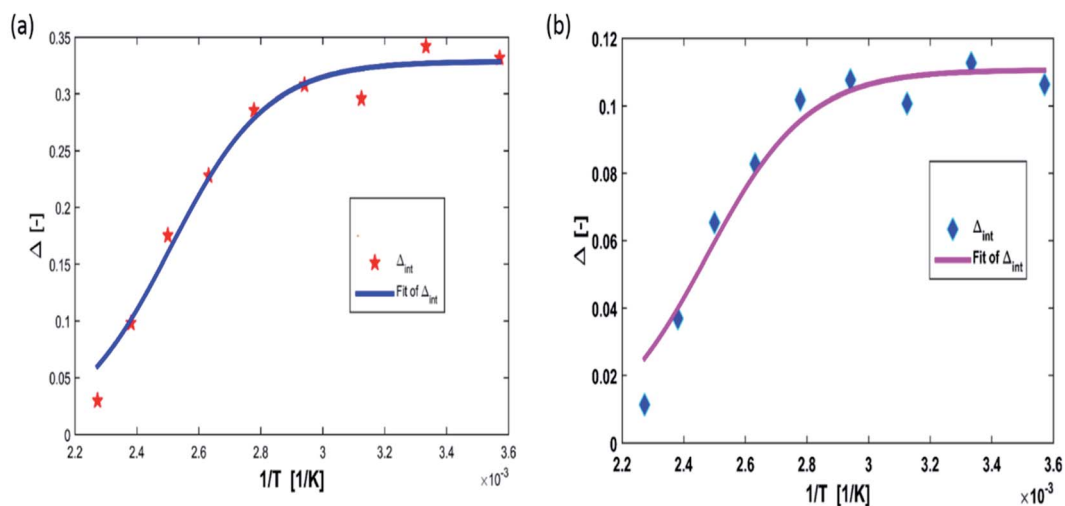 (a)
0.35
0.3
0.25
0.2
0.15
0.1
0.05
0
Δ [-]
2.2 2.4 2.6 2.8 3 3.2 3.4 3.6
×10⁻³
1/T [1/K]
Δint
Fit of Δint
(b)
0.12
0.1
0.08
0.06
0.04
0.02
0.00
Δ [-]
2.2 2.4 2.6 2.8 3 3.2 3.4 3.6
×10⁻³
1/T [1/K]
Δint
Fit of Δint